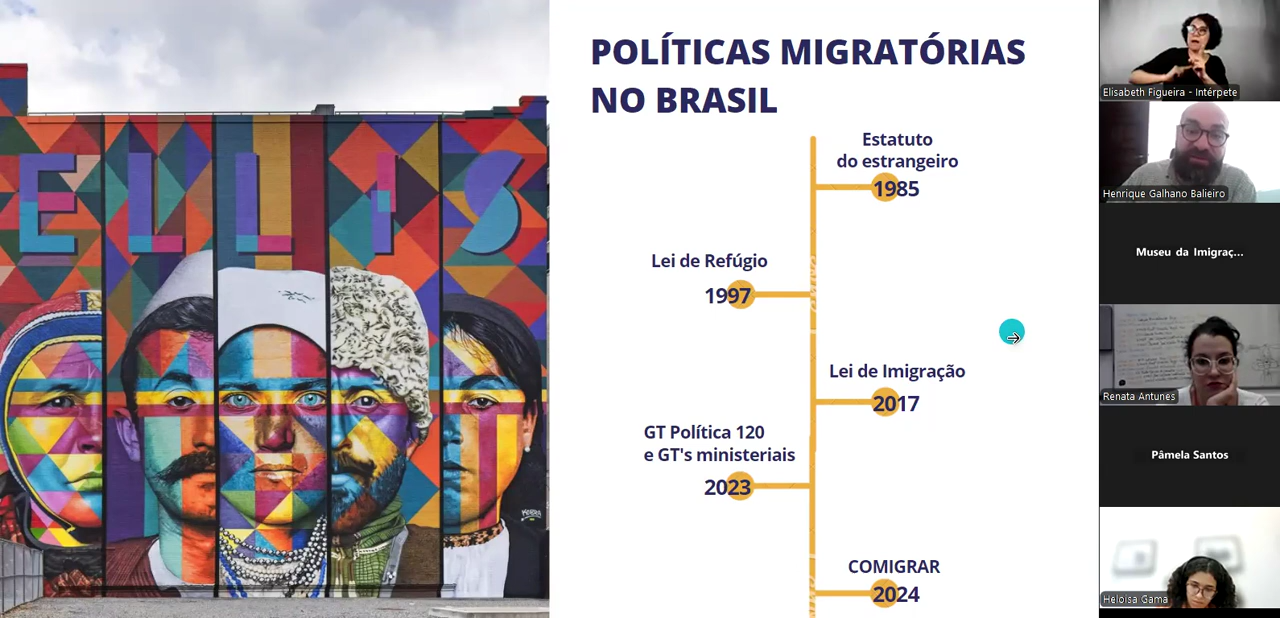 ELLIS
KOBRA
POLÍTICAS MIGRATÓRIAS
NO BRASIL
Estatuto
do estrangeiro
1985
Lei de Refúgio
1997
Lei de Imigração
2017
GT Política 120
e GT's ministeriais
2023
COMIGRAR
2024
Elisabeth Figueira - Intérpete
Henrique Galhano Balieiro
Museu da Imigraç...
Renata Antunes
Pâmela Santos
Heloisa Gama